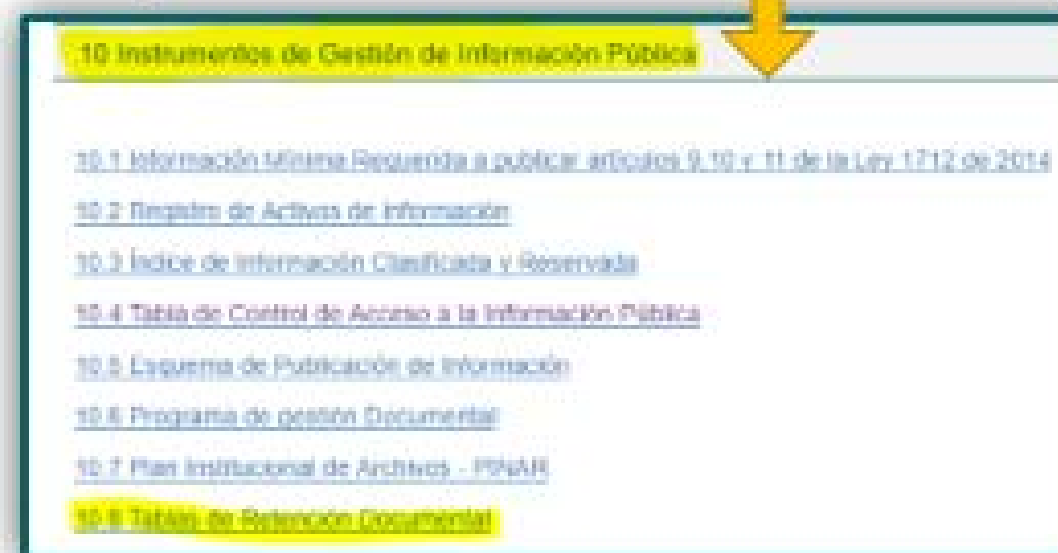 10 Instrumentos de Gestión de Información Pública
10.1 Información Mínima Requerida a publicar artículos 9,10 y 11 de la Ley 1712 de 2014
10.2 Registro de Activos de Información
10.3 Índice de Información Clasificada y Reservada
10.4 Tabla de Control de Acceso a la Información Pública
10.5 Esquema de Publicación de Información
10.6 Programa de gestión Documental
10.7 Plan Institucional de Archivos - PINAR
10.8 Tablas de Retención Documental